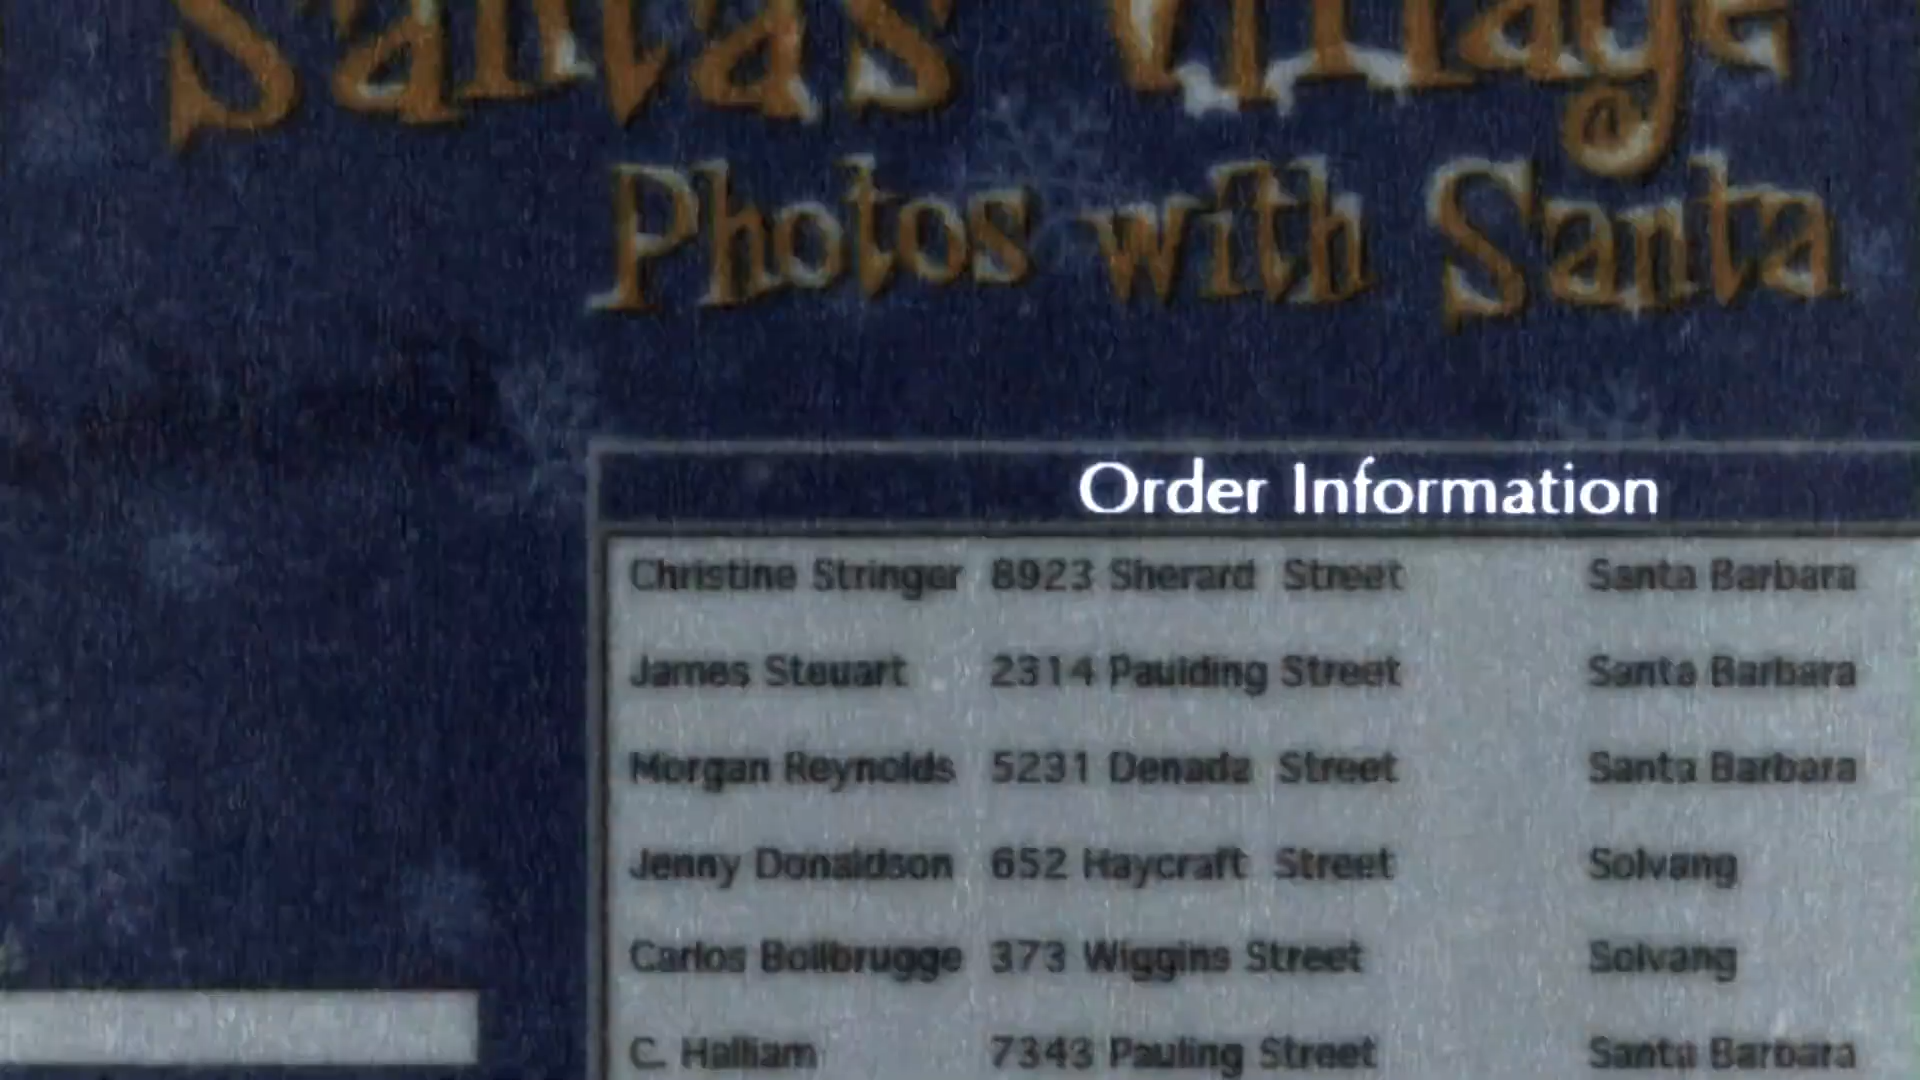 Santa's Village
Photos with Santa
Order Information
Christine Stringer 8923 Sherard Street Santa Barbara
James Steuart 2314 Paulding Street Santa Barbara
Morgan Reynolds 5231 Denada Street Santa Barbara
Jenny Donaldson 652 Haycraft Street Solvang
Carlos Bollbrugge 373 Wiggins Street Solvang
C. Halliam 7343 Pauling Street Santa Barbara